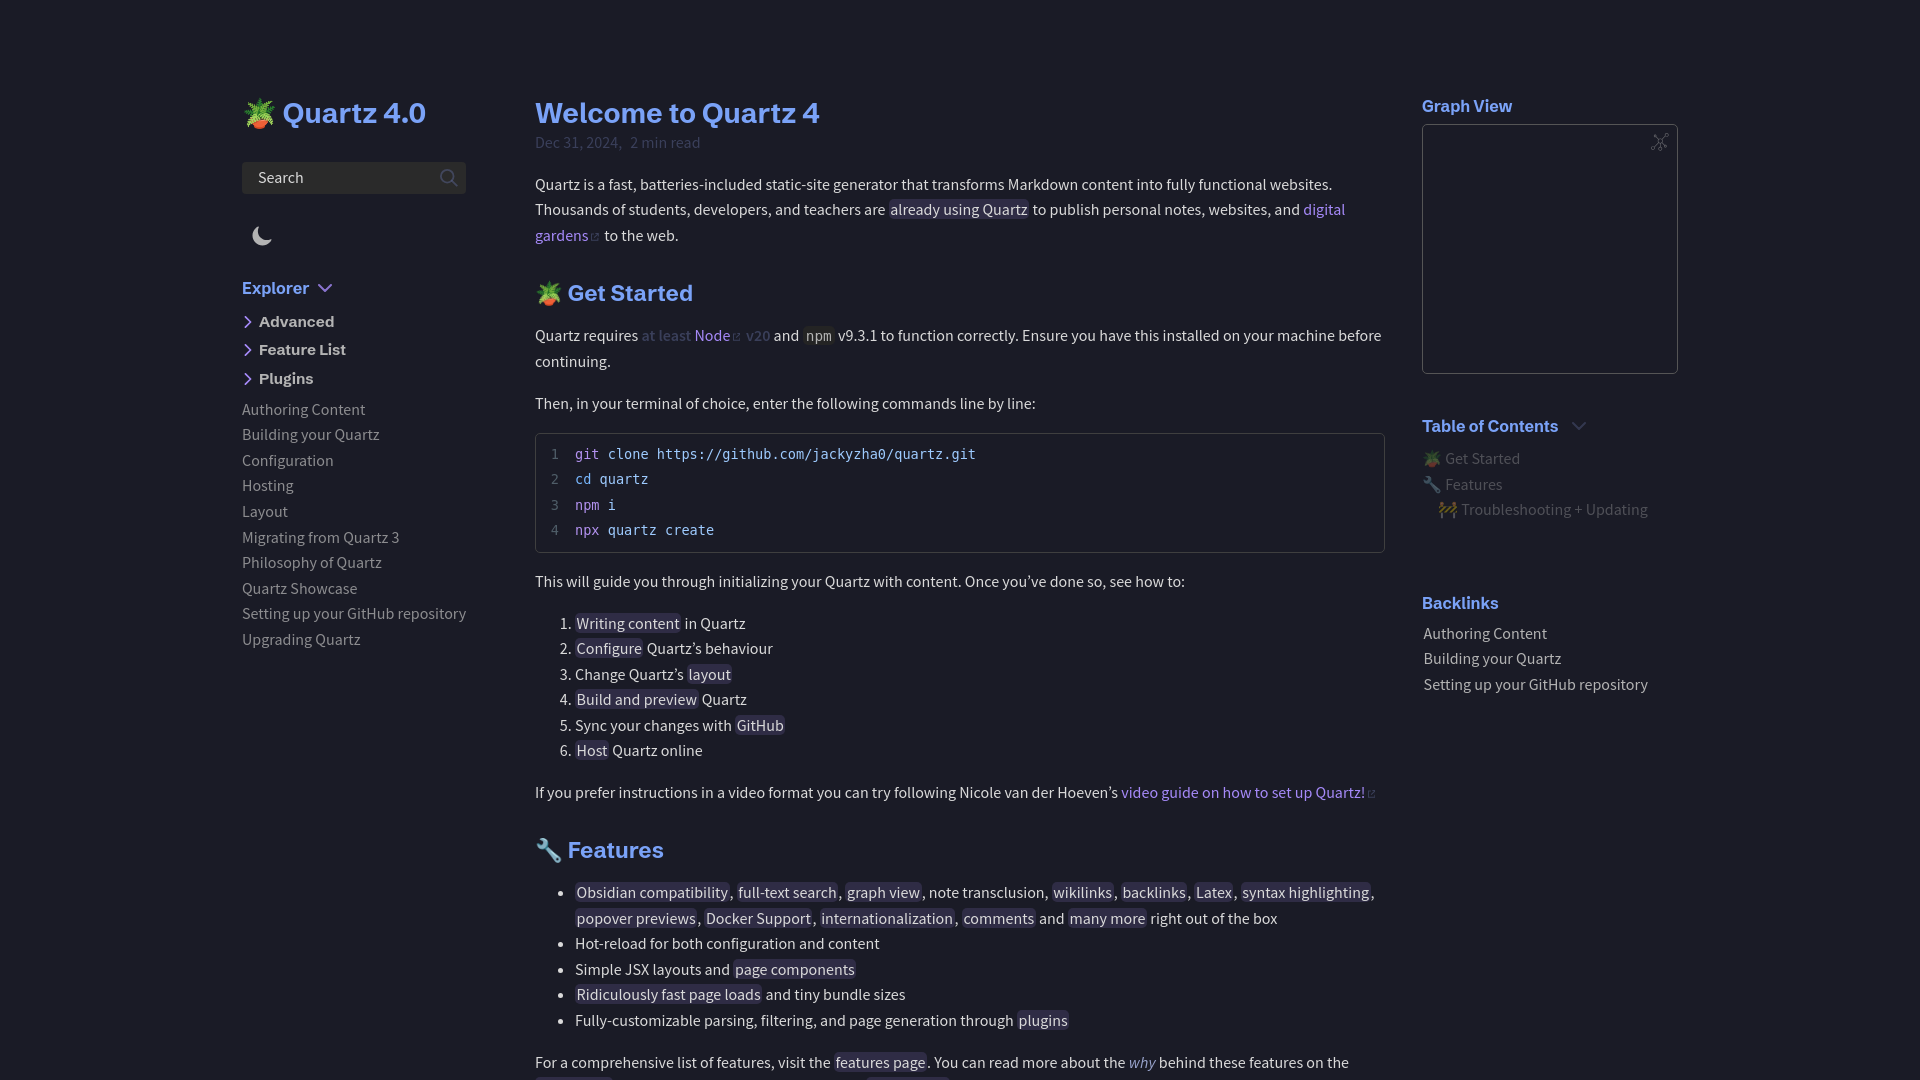 🪴 Quartz 4.0
Search
Explorer
Advanced
Feature List
Plugins
Authoring Content
Building your Quartz
Configuration
Hosting
Layout
Migrating from Quartz 3
Philosophy of Quartz
Quartz Showcase
Setting up your GitHub repository
Upgrading Quartz
Welcome to Quartz 4
Dec 31, 2024, 2 min read
Quartz is a fast, batteries-included static-site generator that transforms Markdown content into fully functional websites.
Thousands of students, developers, and teachers are already using Quartz to publish personal notes, websites, and digital
gardens to the web.
🪴 Get Started
Quartz requires at least Node v20 and npm v9.3.1 to function correctly. Ensure you have this installed on your machine before
continuing.
Then, in your terminal of choice, enter the following commands line by line:
1 git clone https://github.com/jackyzha0/quartz.git
2 cd quartz
3 npm i
4 npx quartz create
This will guide you through initializing your Quartz with content. Once you’ve done so, see how to:
1. Writing content in Quartz
2. Configure Quartz’s behaviour
3. Change Quartz’s layout
4. Build and preview Quartz
5. Sync your changes with GitHub
6. Host Quartz online
If you prefer instructions in a video format you can try following Nicole van der Hoeven’s video guide on how to set up Quartz!
🔧 Features
• Obsidian compatibility, full-text search, graph view, note transclusion, wikilinks, backlinks, Latex, syntax highlighting,
popover previews, Docker Support, internationalization, comments and many more right out of the box
• Hot-reload for both configuration and content
• Simple JSX layouts and page components
• Ridiculously fast page loads and tiny bundle sizes
• Fully-customizable parsing, filtering, and page generation through plugins
For a comprehensive list of features, visit the features page. You can read more about the why behind these features on the
Graph View
Table of Contents
🪴 Get Started
🔧 Features
🚧 Troubleshooting + Updating
Backlinks
Authoring Content
Building your Quartz
Setting up your GitHub repository